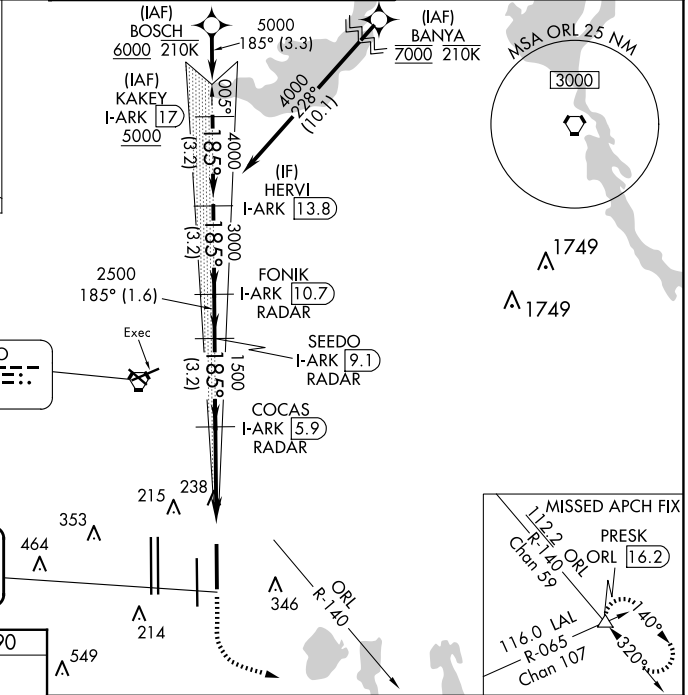 (IAF)
BOSCH
6000 210K
5000
185° (3.3)
(IAF)
BANYA
7000 210K
MSA ORL 25 NM
3000
(IAF)
KAKEY
I-ARK 17
5000
005°
4000
228°
(10.1)
4000
185°
(3.2)
(IF)
HERVI
I-ARK 13.8
3000
185°
(3.2)
1749
1749
2500
185° (1.6)
FONIK
I-ARK 10.7
RADAR
Exec
SEEDO
I-ARK 9.1
RADAR
1500
185°
(3.2)
O
COCAS
I-ARK 5.9
RADAR
238
215
353
464
346
214
549
90
ORL
R-140
MISSED APCH FIX
112.2 ORL
R-140
Chan 59
PRESK
ORL 16.2
116.0 LAL
R-065
Chan 107
140°
320°